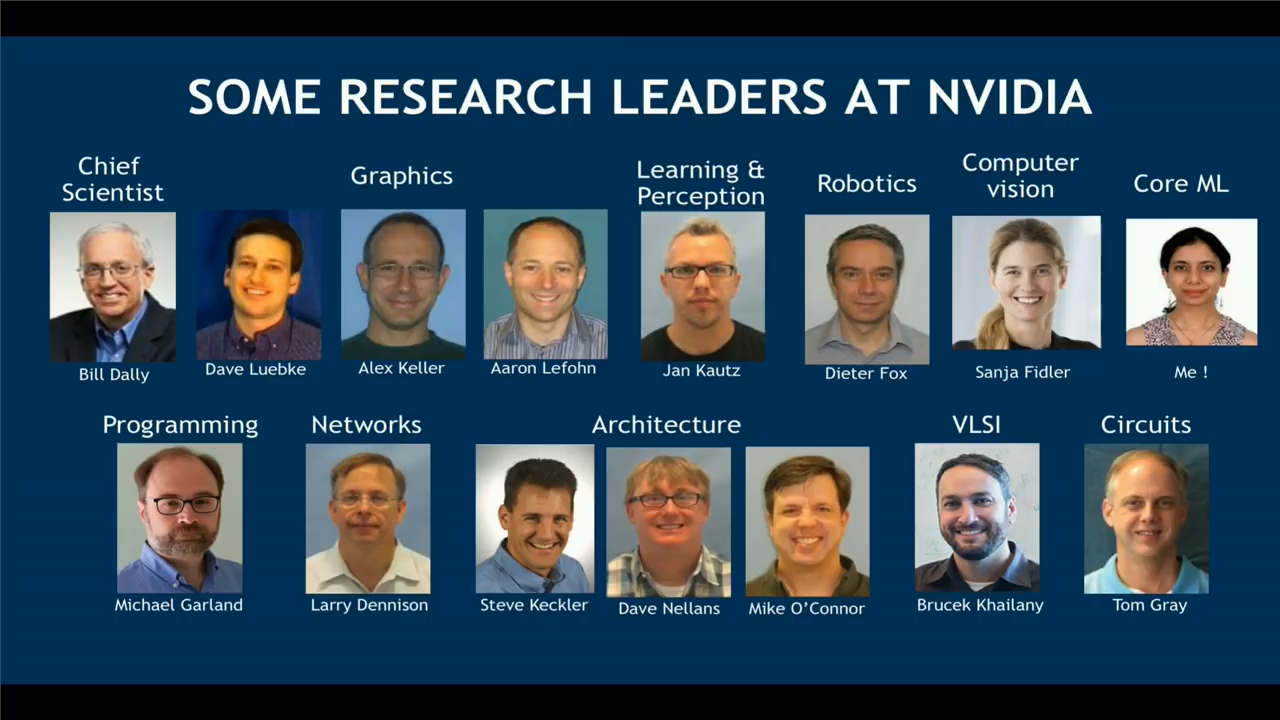 SOME RESEARCH LEADERS AT NVIDIA
Chief
Scientist
Graphics
Learning &
Perception
Robotics
Computer
vision
Core ML
Bill Dally
Dave Luebke
Alex Keller
Aaron Lefohn
Jan Kautz
Dieter Fox
Sanja Fidler
Me !
Programming
Networks
Architecture
VLSI
Circuits
Michael Garland
Larry Dennison
Steve Keckler
Dave Nellans
Mike O'Connor
Brucek Khailany
Tom Gray